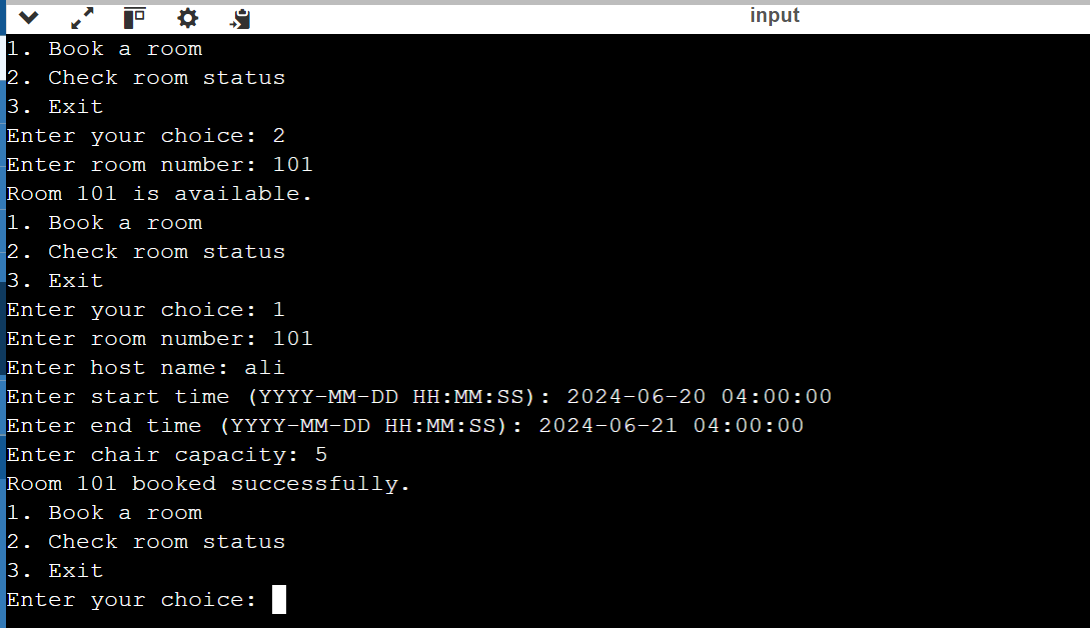 input
1. Book a room
2. Check room status
3. Exit
Enter your choice: 2
Enter room number: 101
Room 101 is available.
1. Book a room
2. Check room status
3. Exit
Enter your choice: 1
Enter room number: 101
Enter host name: ali
Enter start time (YYYY-MM-DD HH:MM:SS): 2024-06-20 04:00:00
Enter end time (YYYY-MM-DD HH:MM:SS): 2024-06-21 04:00:00
Enter chair capacity: 5
Room 101 booked successfully.
1. Book a room
2. Check room status
3. Exit
Enter your choice: